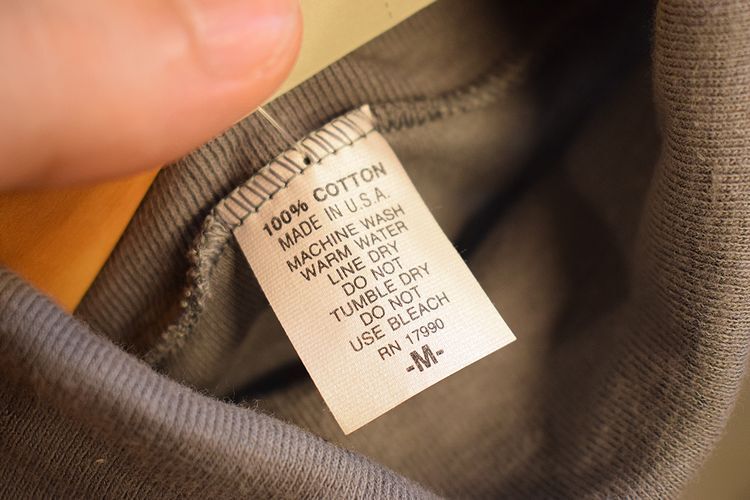 100% COTTON
MADE IN U.S.A.
MACHINE WASH
WARM WATER
LINE DRY
DO NOT
TUMBLE DRY
DO NOT
USE BLEACH
RN 17990
-M-